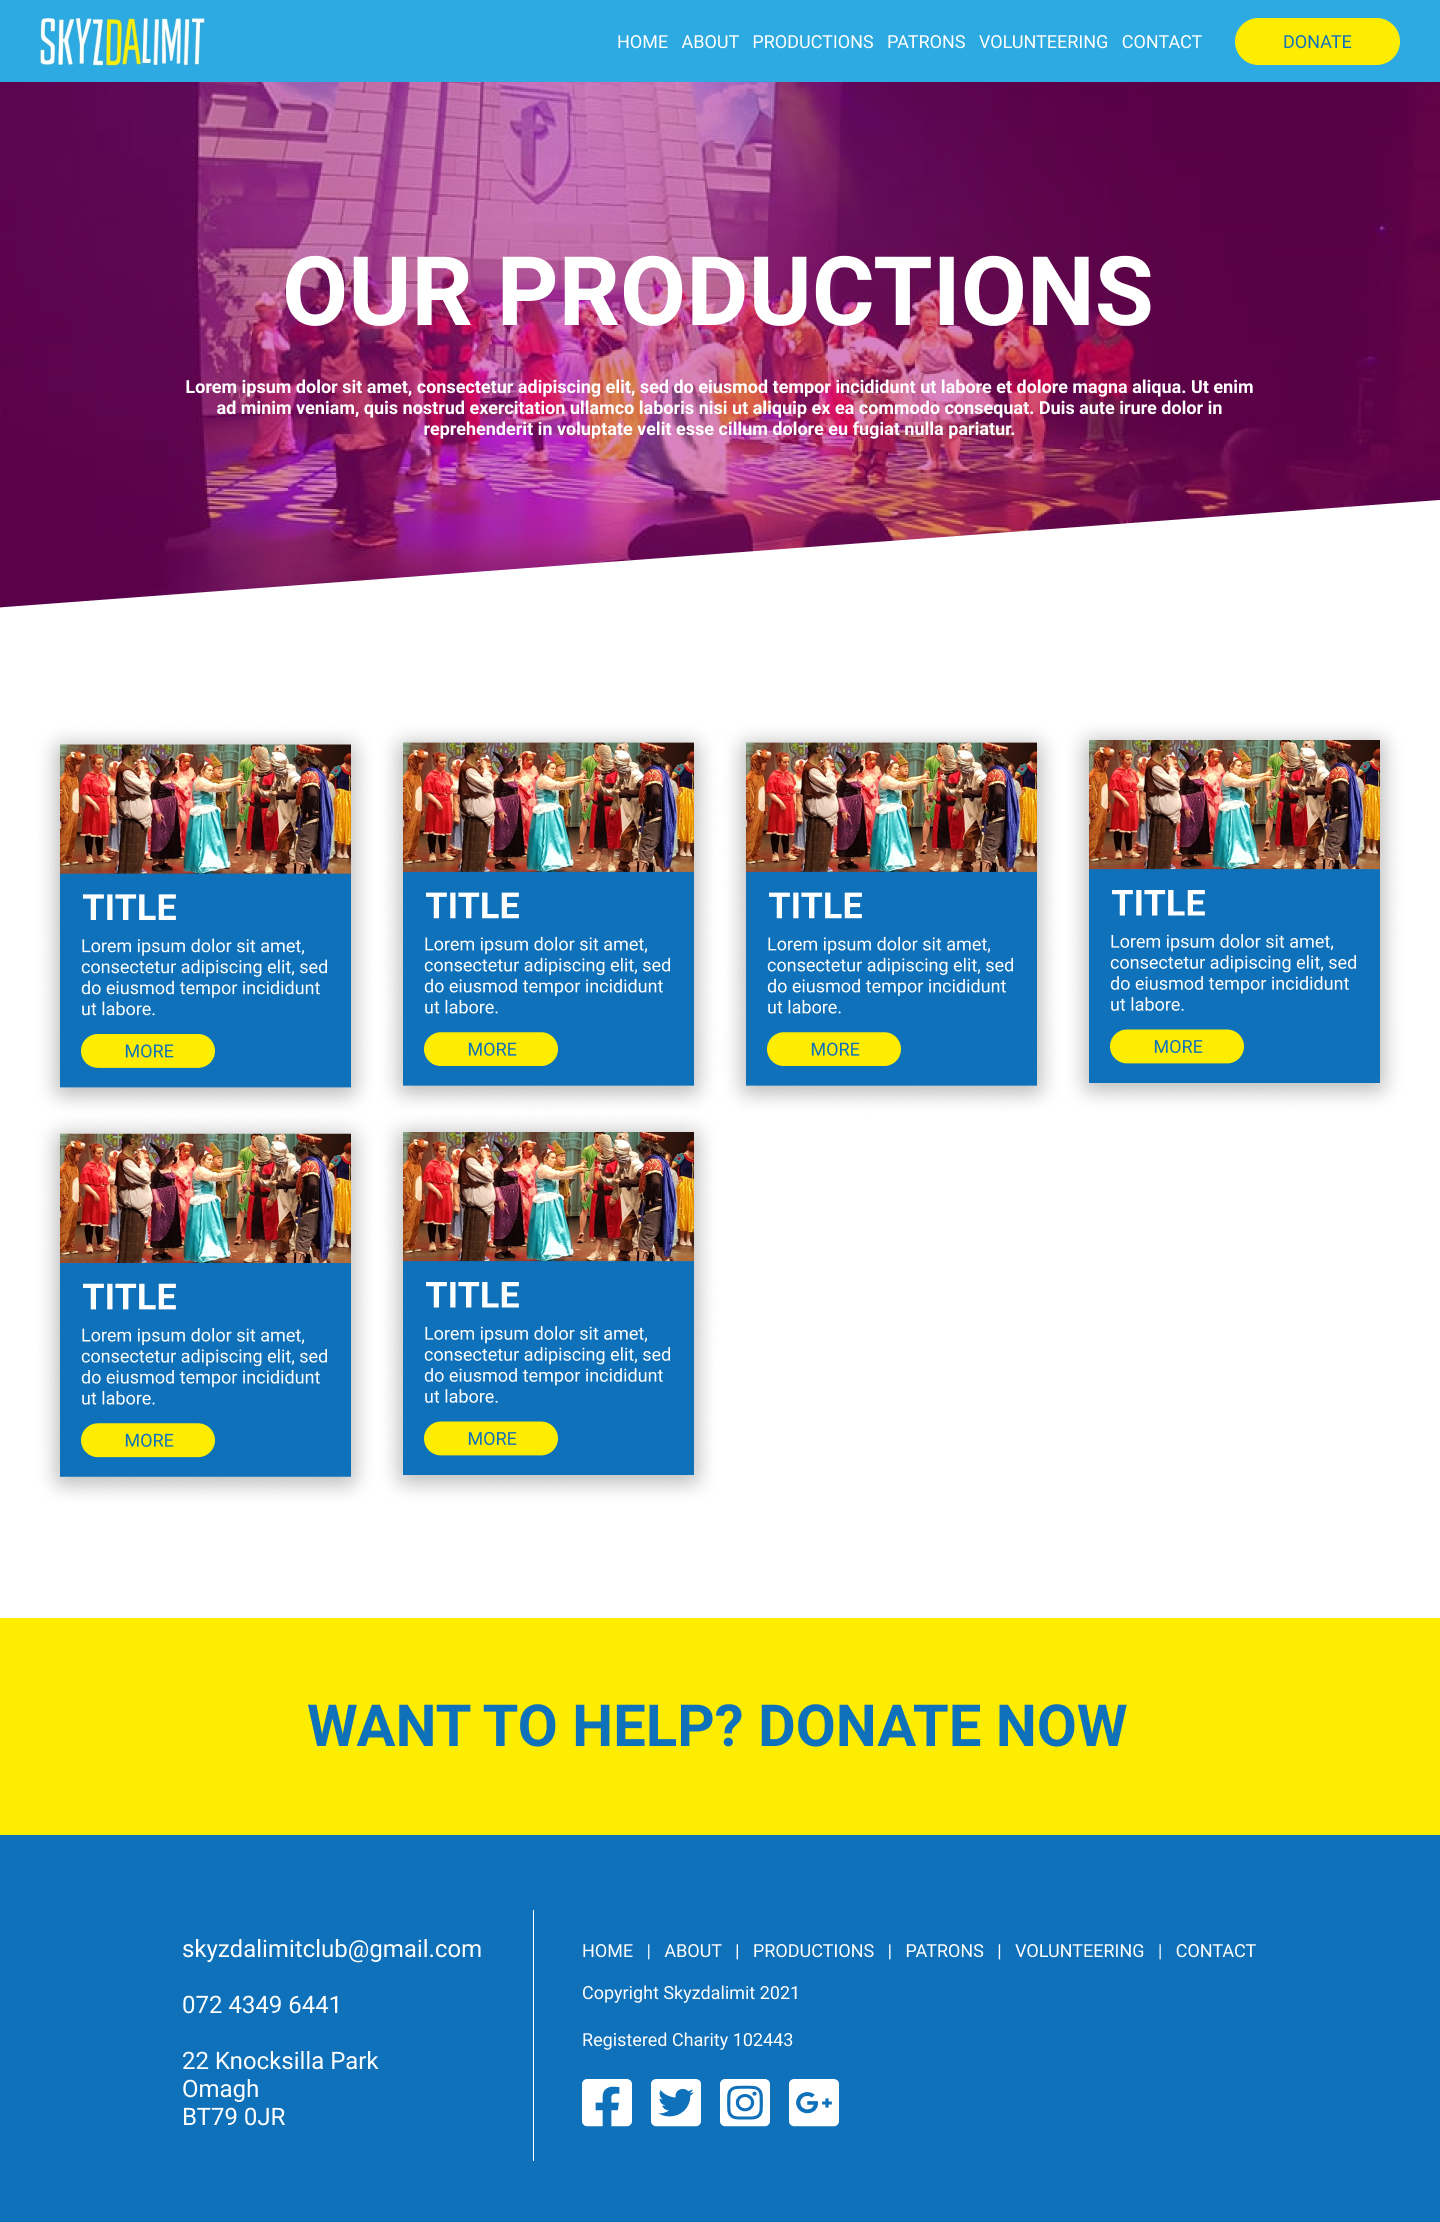 SKYZDALIMIT
HOME ABOUT PRODUCTIONS PATRONS VOLUNTEERING CONTACT DONATE
OUR PRODUCTIONS
Lorem ipsum dolor sit amet, consectetur adipiscing elit, sed do eiusmod tempor incididunt ut labore et dolore magna aliqua. Ut enim
ad minim veniam, quis nostrud exercitation ullamco laboris nisi ut aliquip ex ea commodo consequat. Duis aute irure dolor in
reprehenderit in voluptate velit esse cillum dolore eu fugiat nulla pariatur.
TITLE
Lorem ipsum dolor sit amet,
consectetur adipiscing elit, sed
do eiusmod tempor incididunt
ut labore.
MORE
TITLE
Lorem ipsum dolor sit amet,
consectetur adipiscing elit, sed
do eiusmod tempor incididunt
ut labore.
MORE
TITLE
Lorem ipsum dolor sit amet,
consectetur adipiscing elit, sed
do eiusmod tempor incididunt
ut labore.
MORE
TITLE
Lorem ipsum dolor sit amet,
consectetur adipiscing elit, sed
do eiusmod tempor incididunt
ut labore.
MORE
TITLE
Lorem ipsum dolor sit amet,
consectetur adipiscing elit, sed
do eiusmod tempor incididunt
ut labore.
MORE
TITLE
Lorem ipsum dolor sit amet,
consectetur adipiscing elit, sed
do eiusmod tempor incididunt
ut labore.
MORE
WANT TO HELP? DONATE NOW
skyzdalimitclub@gmail.com
072 4349 6441
22 Knocksilla Park
Omagh
BT79 0JR
HOME | ABOUT | PRODUCTIONS | PATRONS | VOLUNTEERING | CONTACT
Copyright Skyzdalimit 2021
Registered Charity 102443